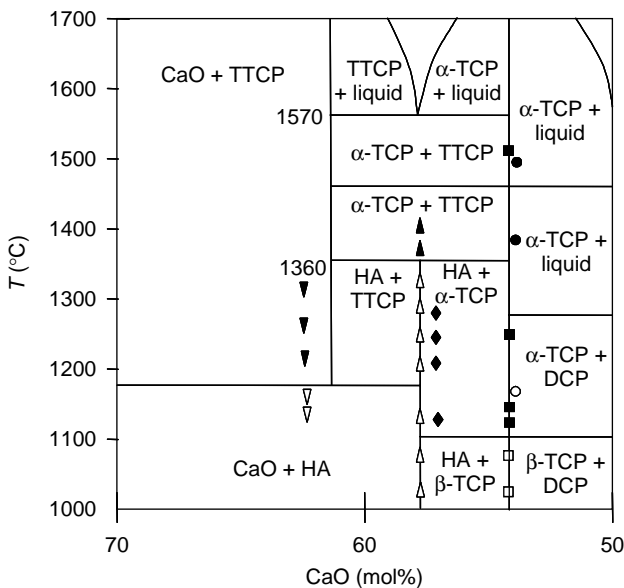 1700
1600
1500
1400
1300
1200
1100
1000
T (°C)
CaO + TTCP
TTCP
+ liquid
α-TCP
+ liquid
α-TCP +
liquid
1570
α-TCP + TTCP
α-TCP + TTCP
1360
HA +
TTCP
HA +
α-TCP
α-TCP +
liquid
α-TCP +
DCP
CaO + HA
HA +
β-TCP
β-TCP +
DCP
70
60
50
CaO (mol%)